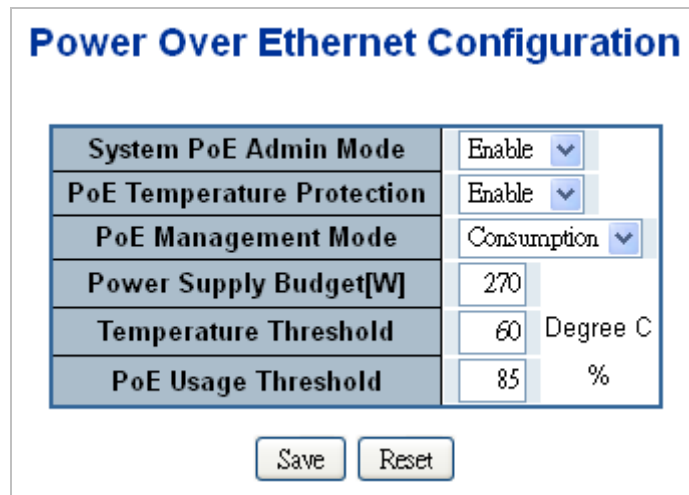 Power Over Ethernet Configuration
System PoE Admin Mode Enable
PoE Temperature Protection Enable
PoE Management Mode Consumption
Power Supply Budget[W] 270
Temperature Threshold 60 Degree C
PoE Usage Threshold 85 %
Save Reset